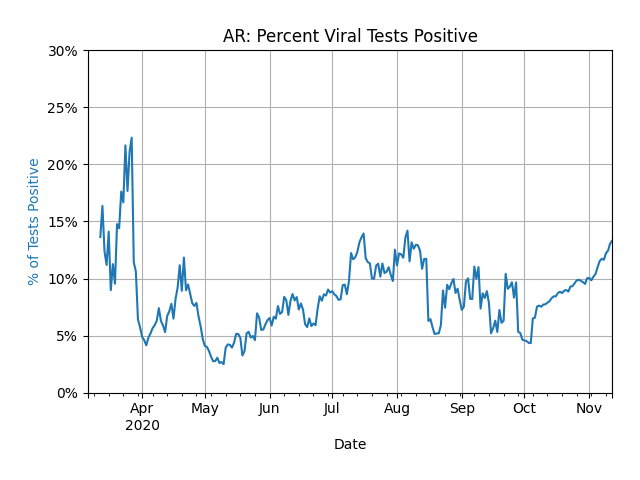 AR: Percent Viral Tests Positive
30%
25%
20%
15%
10%
5%
0%
% of Tests Positive
Apr May Jun Jul Aug Sep Oct Nov
2020
Date